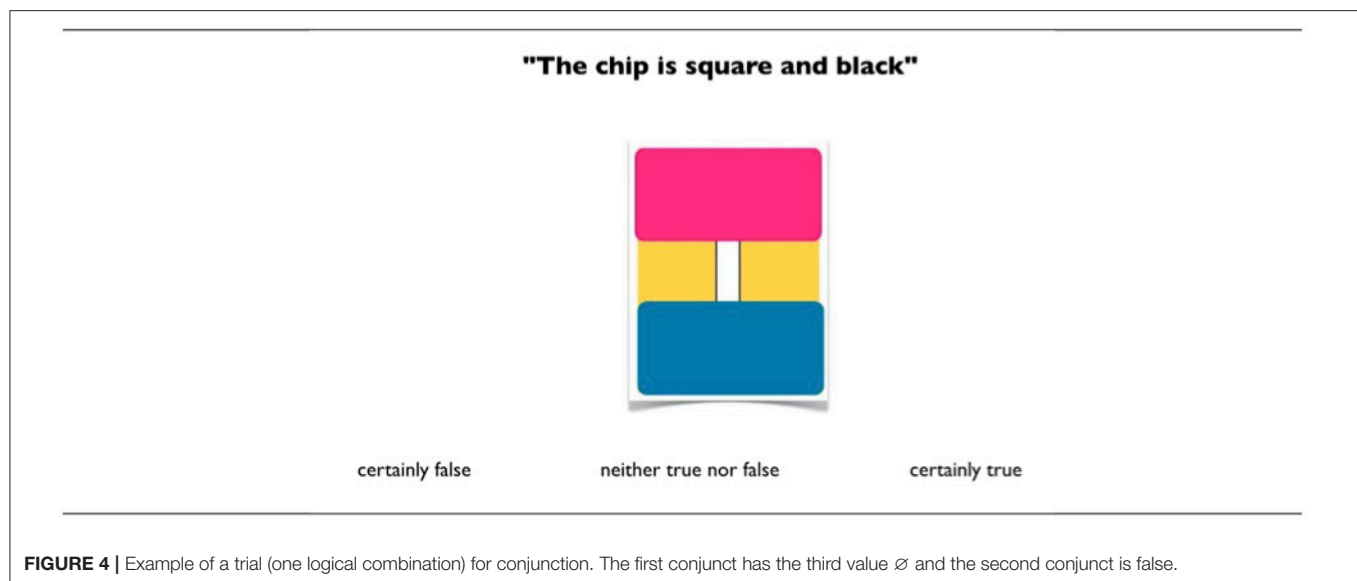 "The chip is square and black"
certainly false neither true nor false certainly true
FIGURE 4 | Example of a trial (one logical combination) for conjunction. The first conjunct has the third value ∅ and the second conjunct is false.